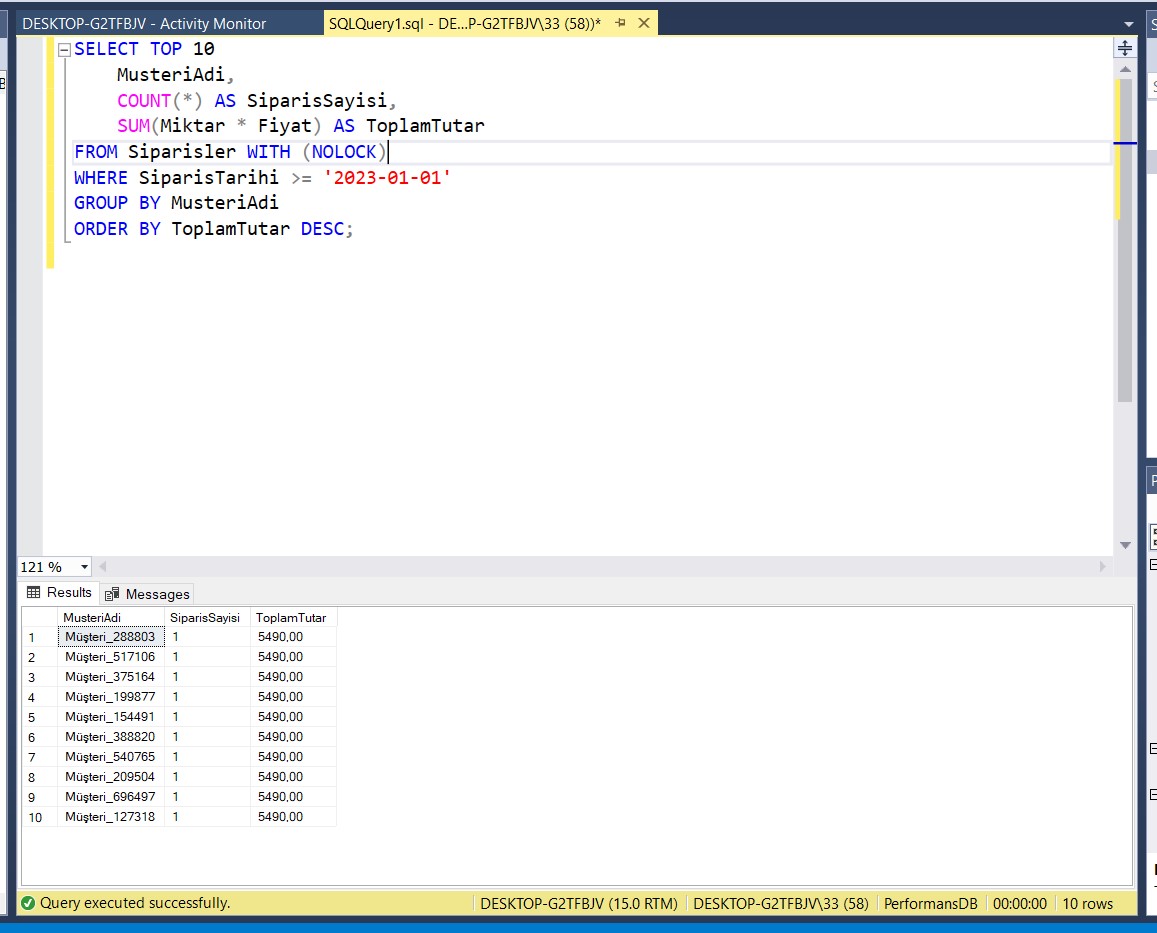 DESKTOP-G2TFBJV - Activity Monitor
SQLQuery1.sql - DE...P-G2TFBJV\33 (58))*
SELECT TOP 10
MusteriAdi,
COUNT(*) AS SiparisSayisi,
SUM(Miktar * Fiyat) AS ToplamTutar
FROM Siparisler WITH (NOLOCK)
WHERE SiparisTarihi >= '2023-01-01'
GROUP BY MusteriAdi
ORDER BY ToplamTutar DESC;
121 %
Results Messages
MusteriAdi SiparisSayisi ToplamTutar
1 Müşteri_288803 1 5490,00
2 Müşteri_517106 1 5490,00
3 Müşteri_375164 1 5490,00
4 Müşteri_199877 1 5490,00
5 Müşteri_154491 1 5490,00
6 Müşteri_388820 1 5490,00
7 Müşteri_540765 1 5490,00
8 Müşteri_209504 1 5490,00
9 Müşteri_696497 1 5490,00
10 Müşteri_127318 1 5490,00
Query executed successfully. DESKTOP-G2TFBJV (15.0 RTM) DESKTOP-G2TFBJV\33 (58) PerformansDB 00:00:00 10 rows